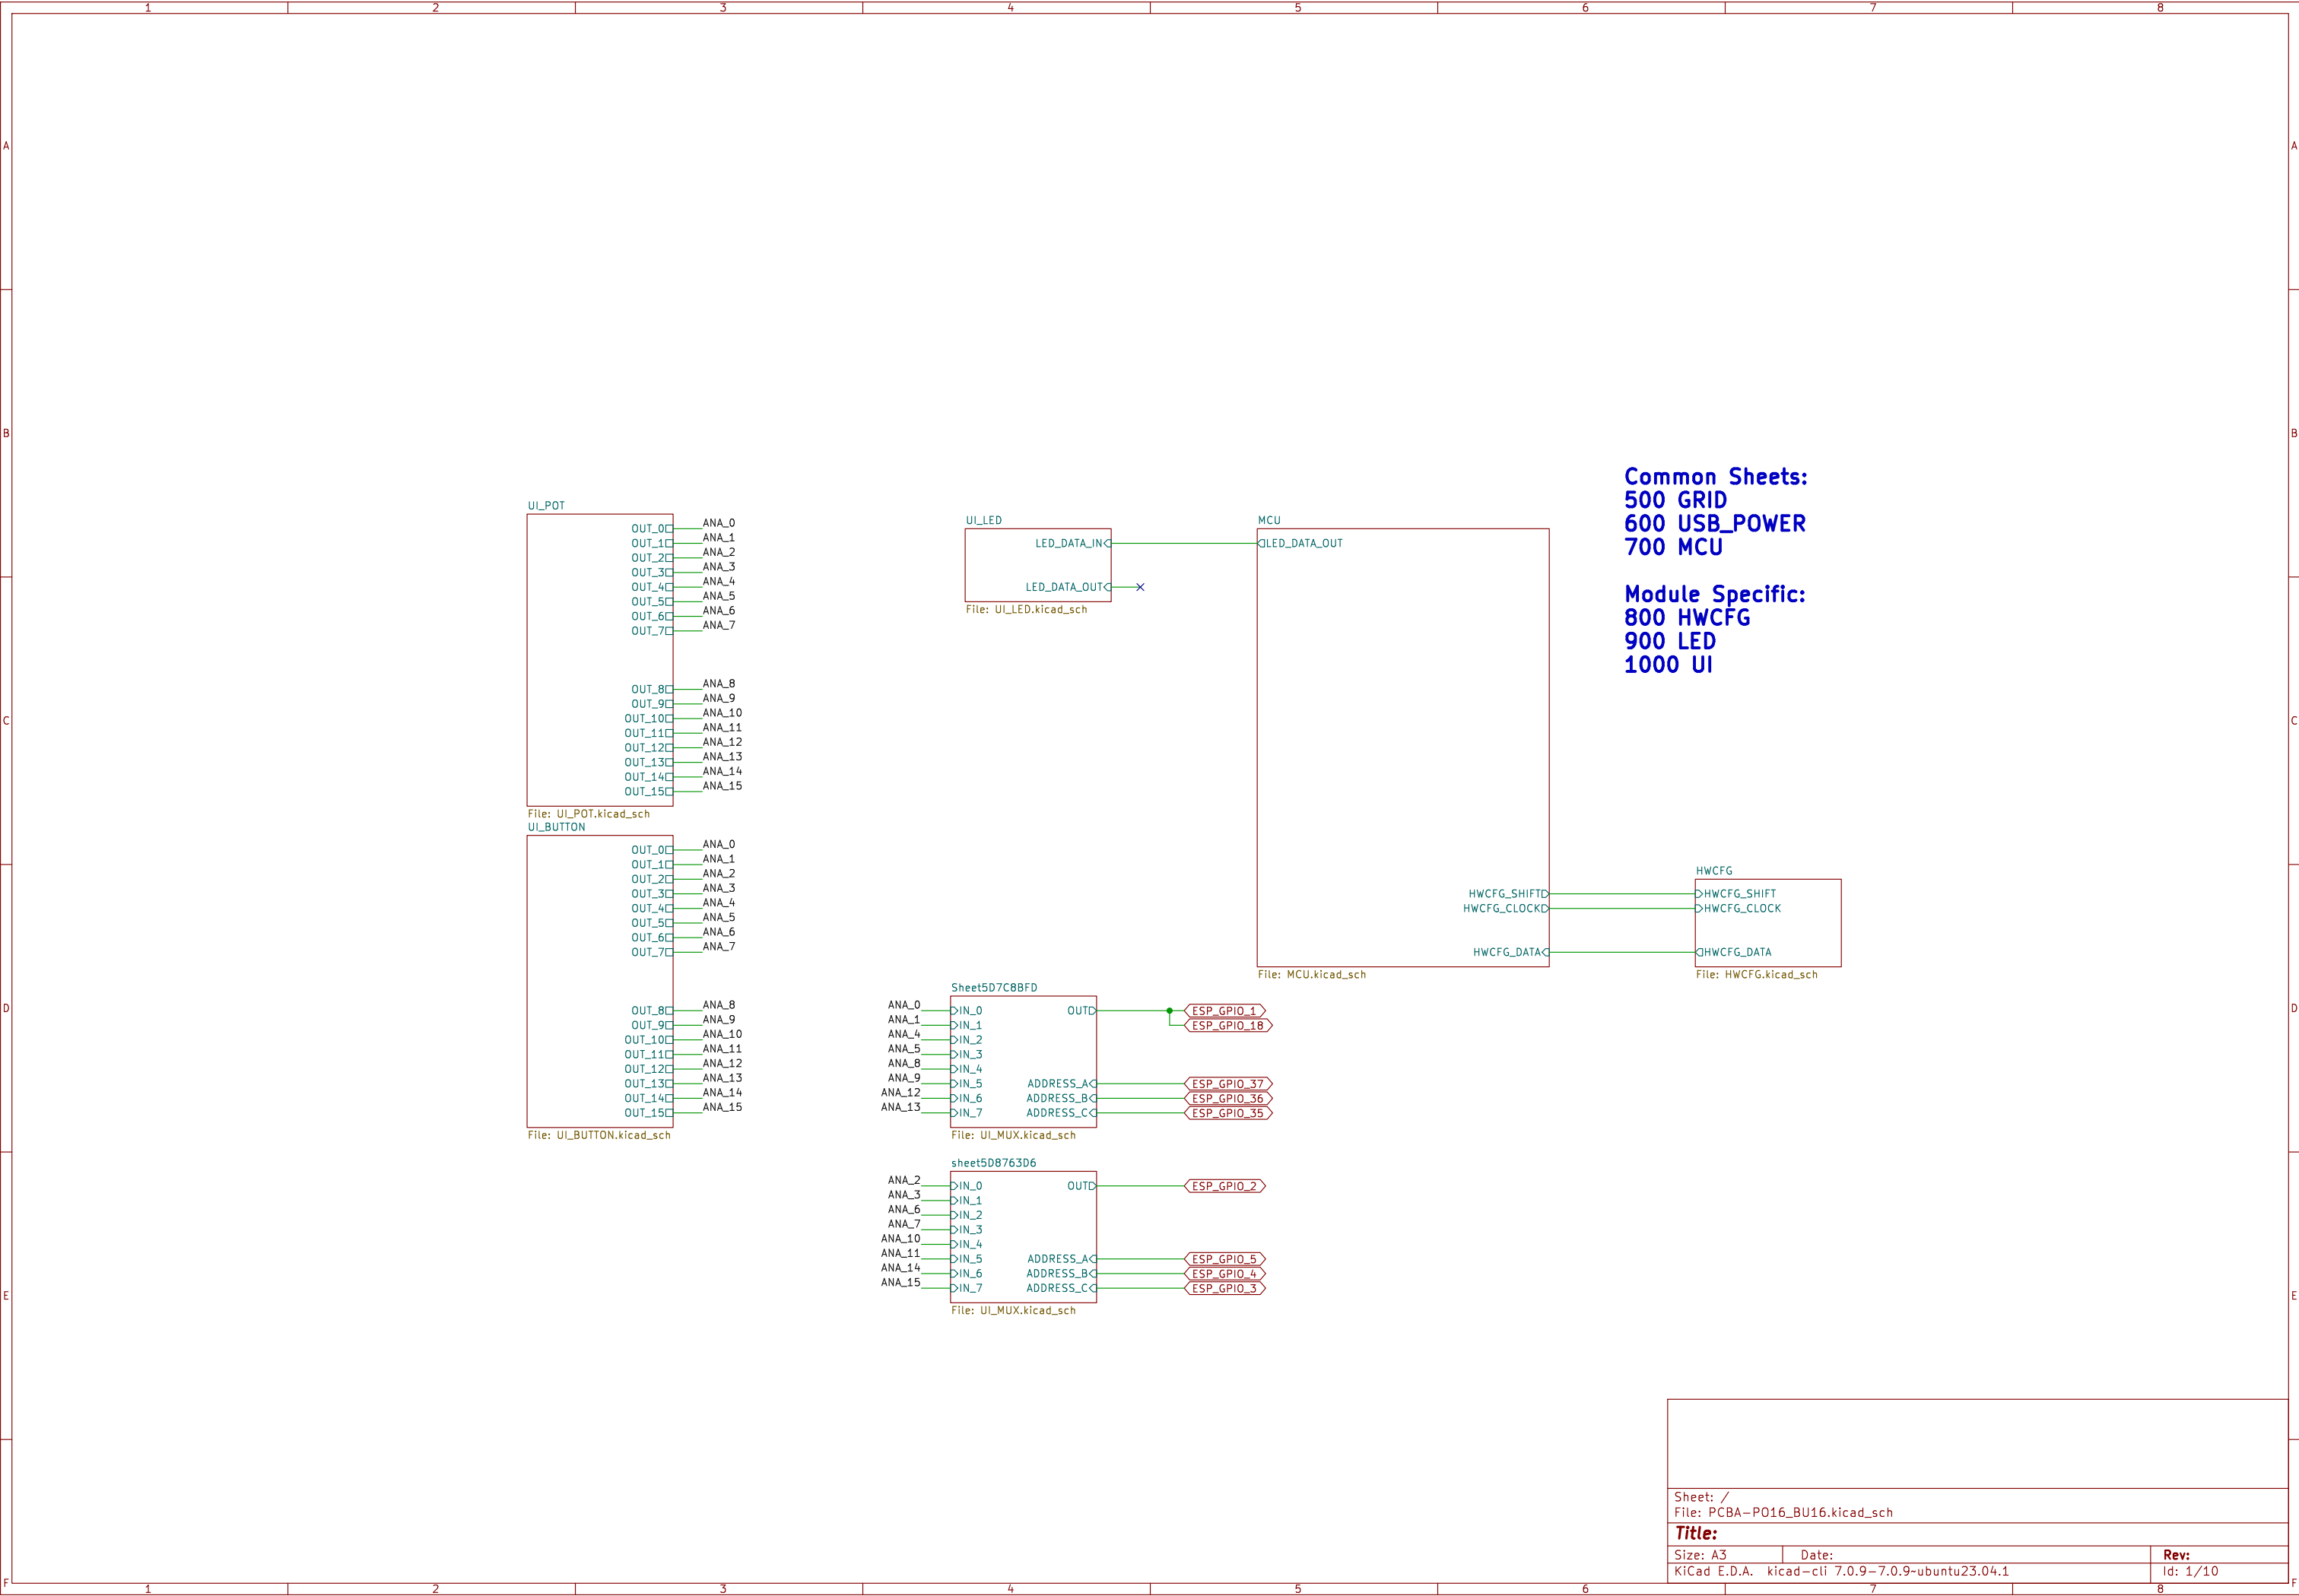 1 2 3 4 5 6 7 8
A A
B B
C C
D D
E E
F F
UI_POT
OUT_0 ANA_0
OUT_1 ANA_1
OUT_2 ANA_2
OUT_3 ANA_3
OUT_4 ANA_4
OUT_5 ANA_5
OUT_6 ANA_6
OUT_7 ANA_7
OUT_8 ANA_8
OUT_9 ANA_9
OUT_10 ANA_10
OUT_11 ANA_11
OUT_12 ANA_12
OUT_13 ANA_13
OUT_14 ANA_14
OUT_15 ANA_15
File: UI_POT.kicad_sch
UI_BUTTON
OUT_0 ANA_0
OUT_1 ANA_1
OUT_2 ANA_2
OUT_3 ANA_3
OUT_4 ANA_4
OUT_5 ANA_5
OUT_6 ANA_6
OUT_7 ANA_7
OUT_8 ANA_8
OUT_9 ANA_9
OUT_10 ANA_10
OUT_11 ANA_11
OUT_12 ANA_12
OUT_13 ANA_13
OUT_14 ANA_14
OUT_15 ANA_15
File: UI_BUTTON.kicad_sch
UI_LED
LED_DATA_IN
LED_DATA_OUT
File: UI_LED.kicad_sch
MCU
LED_DATA_OUT
HWCFG_SHIFT
HWCFG_CLOCK
HWCFG_DATA
File: MCU.kicad_sch
Common Sheets:
500 GRID
600 USB_POWER
700 MCU
Module Specific:
800 HWCFG
900 LED
1000 UI
HWCFG
HWCFG_SHIFT
HWCFG_CLOCK
HWCFG_DATA
File: HWCFG.kicad_sch
Sheet5D7C8BFD
ANA_0 IN_0 OUT ESP_GPIO_1
ANA_1 IN_1 ESP_GPIO_18
ANA_4 IN_2
ANA_5 IN_3
ANA_8 IN_4
ANA_9 IN_5 ADDRESS_A ESP_GPIO_37
ANA_12 IN_6 ADDRESS_B ESP_GPIO_36
ANA_13 IN_7 ADDRESS_C ESP_GPIO_35
File: UI_MUX.kicad_sch
sheet5D8763D6
ANA_2 IN_0 OUT ESP_GPIO_2
ANA_3 IN_1
ANA_6 IN_2
ANA_7 IN_3
ANA_10 IN_4
ANA_11 IN_5 ADDRESS_A ESP_GPIO_5
ANA_14 IN_6 ADDRESS_B ESP_GPIO_4
ANA_15 IN_7 ADDRESS_C ESP_GPIO_3
File: UI_MUX.kicad_sch
Sheet: /
File: PCBA-PO16_BU16.kicad_sch
Title:
Size: A3 Date: Rev:
KiCad E.D.A. kicad-cli 7.0.9-7.0.9~ubuntu23.04.1 Id: 1/10
1 2 3 4 5 6 7 8